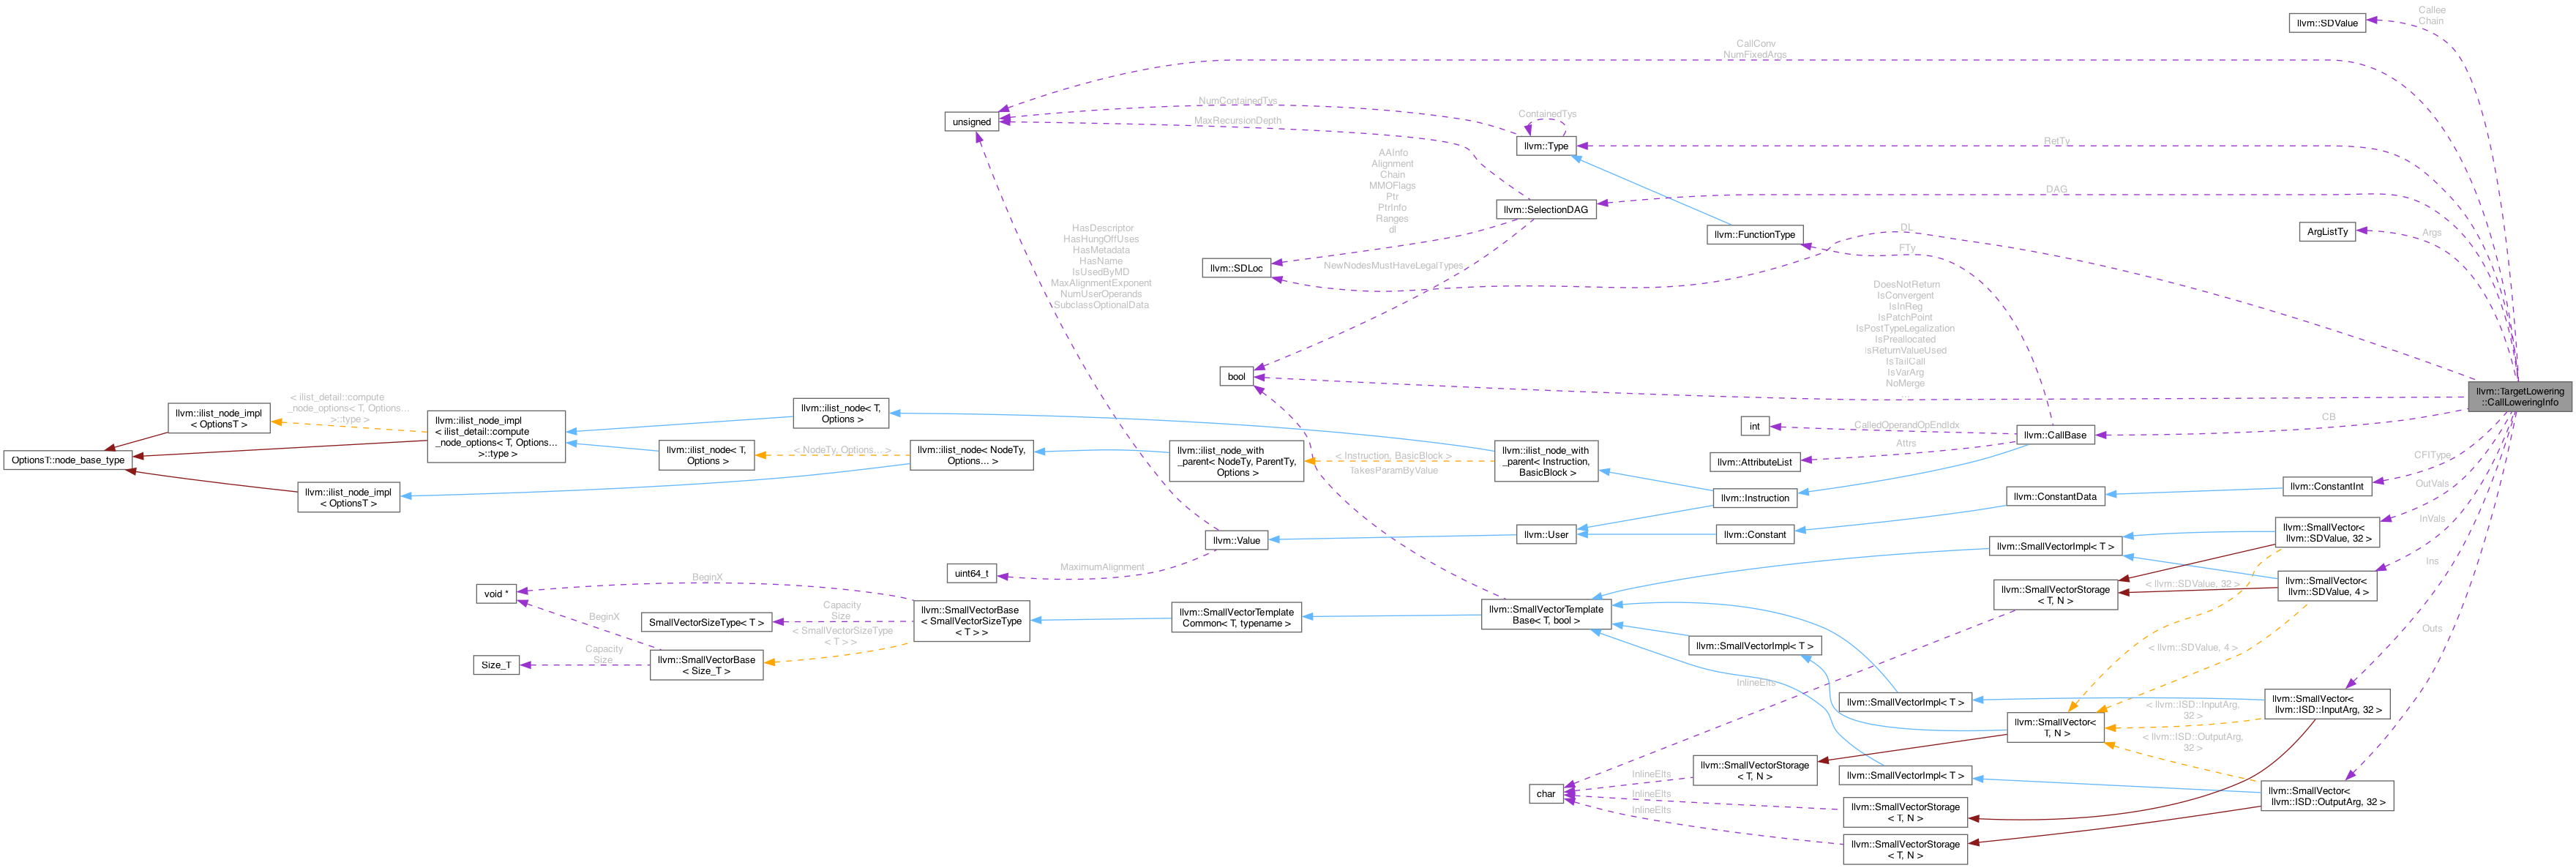 llvm::SDValue
Callee
Chain
CallConv
NumFixedArgs
unsigned
NumContainedTys
MaxRecursionDepth
ContainedTys
llvm::Type
RetTy
AAInfo
Alignment
Chain
MMOFlags
Ptr
PtrInfo
Ranges
dl
llvm::SelectionDAG
DAG
llvm::FunctionType
ArgListTy
Args
DL
FTy
HasDescriptor
HasHungOffUses
HasMetadata
HasName
IsUsedByMD
MaxAlignmentExponent
NumUserOperands
SubclassOptionalData
llvm::SDLoc
NewNodesMustHaveLegalTypes
DoesNotReturn
IsConvergent
IsInReg
IsPatchPoint
IsPostTypeLegalization
IsPreallocated
IsReturnValueUsed
IsTailCall
IsVarArg
NoMerge
bool
llvm::TargetLowering
::CallLoweringInfo
llvm::ilist_node_impl
< OptionsT >
< ilist_detail::compute
_node_options< T, Options...
>::type >
llvm::ilist_node_impl
< ilist_detail::compute
_node_options< T, Options...
>::type >
llvm::ilist_node< T,
Options >
OptionsT::node_base_type
llvm::ilist_node< T,
Options >
< NodeTy, Options... >
llvm::ilist_node< NodeTy,
Options... >
llvm::ilist_node_with
_parent< NodeTy, ParentTy,
Options >
< Instruction, BasicBlock >
TakesParamByValue
llvm::ilist_node_with
_parent< Instruction,
BasicBlock >
int
CalledOperandOpEndIdx
llvm::CallBase
CB
Attrs
llvm::AttributeList
llvm::ilist_node_impl
< OptionsT >
llvm::Instruction
llvm::ConstantData
llvm::ConstantInt
CFIType
OutVals
InVals
llvm::Value
llvm::User
llvm::Constant
llvm::SmallVector<
llvm::SDValue, 32 >
llvm::SmallVectorImpl< T >
uint64_t
MaximumAlignment
void *
BeginX
llvm::SmallVectorStorage
< T, N >
< llvm::SDValue, 32 >
llvm::SmallVector<
llvm::SDValue, 4 >
Ins
SmallVectorSizeType< T >
BeginX
Capacity
Size
< SmallVectorSizeType
< T > >
llvm::SmallVectorBase
< SmallVectorSizeType
< T > >
llvm::SmallVectorTemplate
Common< T, typename >
llvm::SmallVectorTemplate
Base< T, bool >
Outs
Size_T
Capacity
Size
llvm::SmallVectorBase
< Size_T >
llvm::SmallVectorImpl< T >
< llvm::SDValue, 4 >
InlineElts
llvm::SmallVectorImpl< T >
llvm::SmallVector<
llvm::ISD::InputArg, 32 >
< llvm::ISD::InputArg,
32 >
llvm::SmallVector<
T, N >
< llvm::ISD::OutputArg,
32 >
llvm::SmallVectorStorage
< T, N >
InlineElts
llvm::SmallVectorImpl< T >
char
InlineElts
InlineElts
llvm::SmallVector<
llvm::ISD::OutputArg, 32 >
llvm::SmallVectorStorage
< T, N >
llvm::SmallVectorStorage
< T, N >